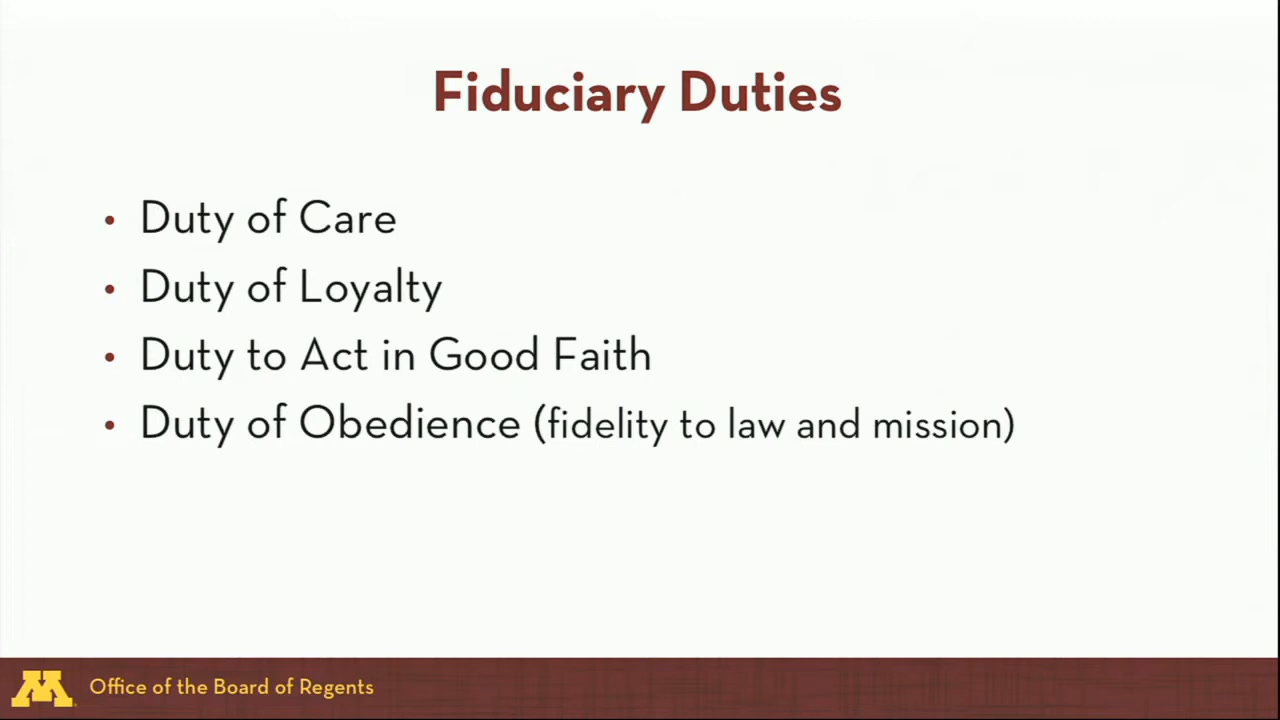 Fiduciary Duties
• Duty of Care
• Duty of Loyalty
• Duty to Act in Good Faith
• Duty of Obedience (fidelity to law and mission)
M
Office of the Board of Regents